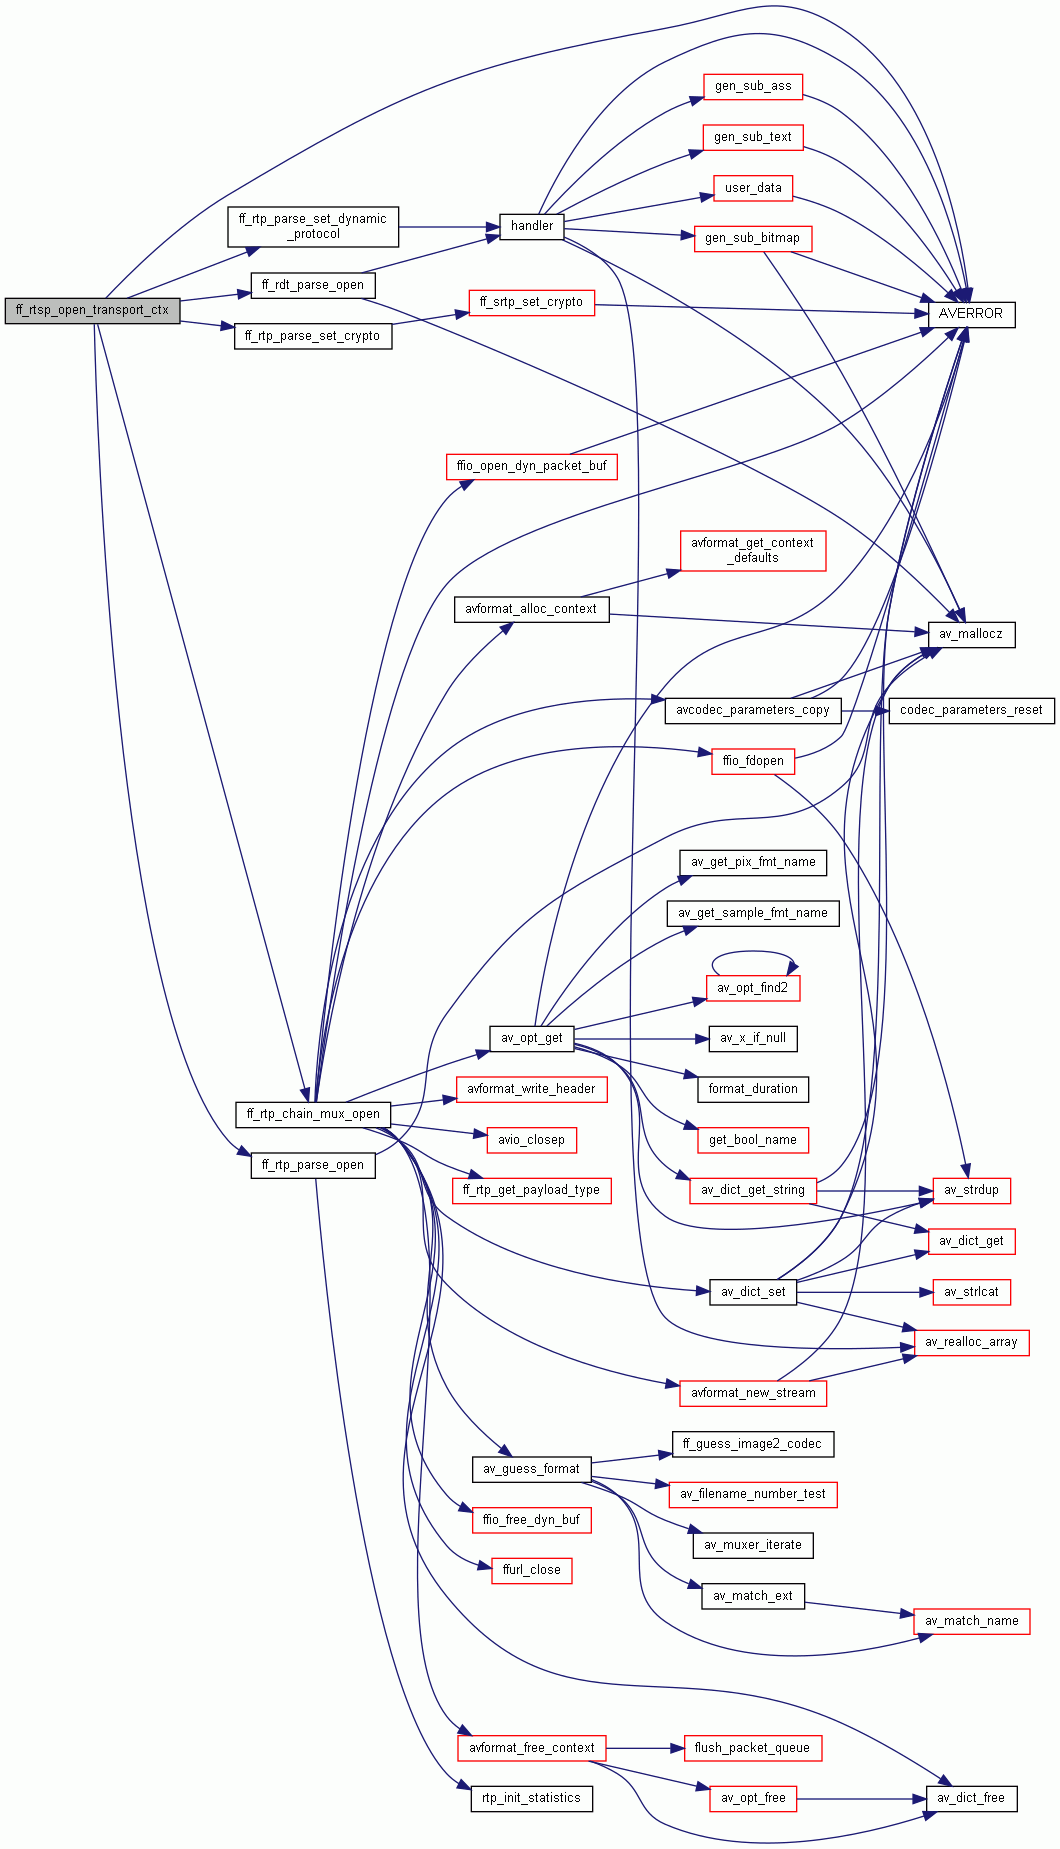 gen_sub_ass
gen_sub_text
user_data
ff_rtp_parse_set_dynamic
_protocol
handler
gen_sub_bitmap
ff_rdt_parse_open
ff_srtp_set_crypto
ff_rtsp_open_transport_ctx
AVERROR
ff_rtp_parse_set_crypto
ffio_open_dyn_packet_buf
avformat_get_context
_defaults
avformat_alloc_context
av_mallocz
avcodec_parameters_copy
codec_parameters_reset
ffio_fdopen
av_get_pix_fmt_name
av_get_sample_fmt_name
av_opt_find2
av_opt_get
av_x_if_null
format_duration
avformat_write_header
ff_rtp_chain_mux_open
avio_closep
get_bool_name
ff_rtp_parse_open
ff_rtp_get_payload_type
av_dict_get_string
av_strdup
av_dict_get
av_dict_set
av_strlcat
av_realloc_array
avformat_new_stream
ff_guess_image2_codec
av_guess_format
av_filename_number_test
ffio_free_dyn_buf
av_muxer_iterate
ffurl_close
av_match_ext
av_match_name
avformat_free_context
flush_packet_queue
rtp_init_statistics
av_opt_free
av_dict_free